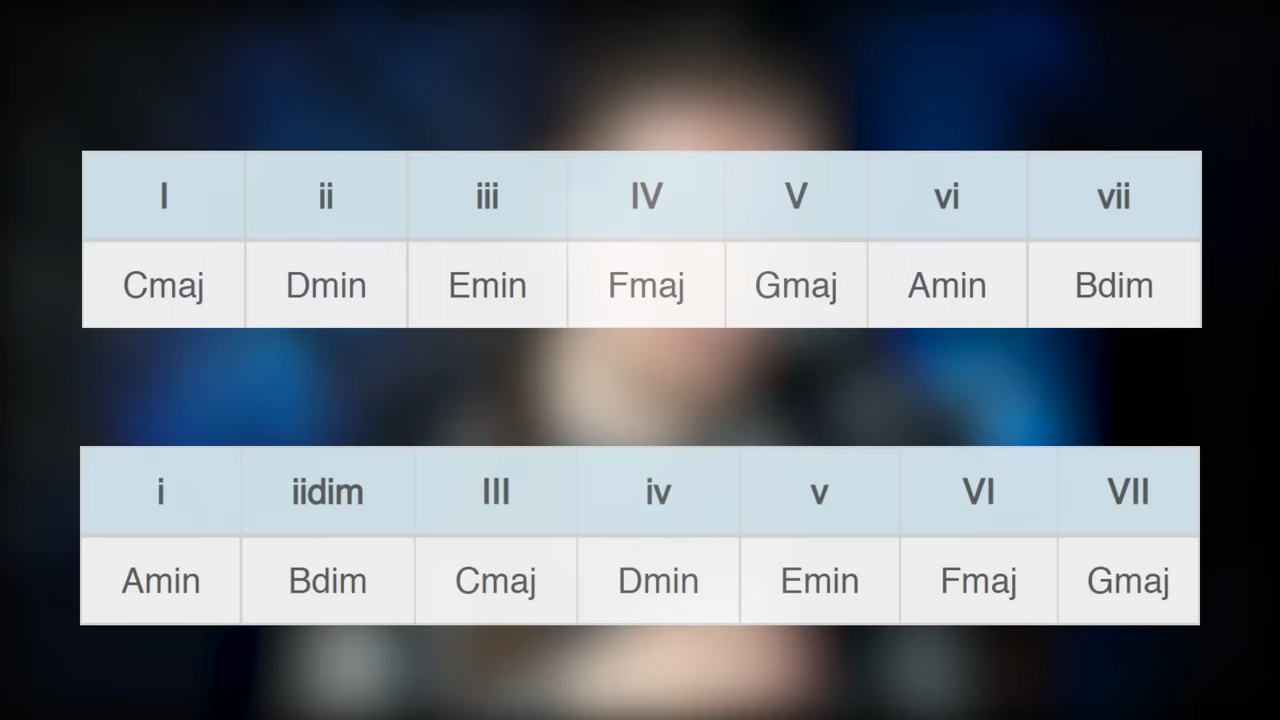 I ii iii IV V vi vii
Cmaj Dmin Emin Fmaj Gmaj Amin Bdim
i iidim III iv v VI VII
Amin Bdim Cmaj Dmin Emin Fmaj Gmaj